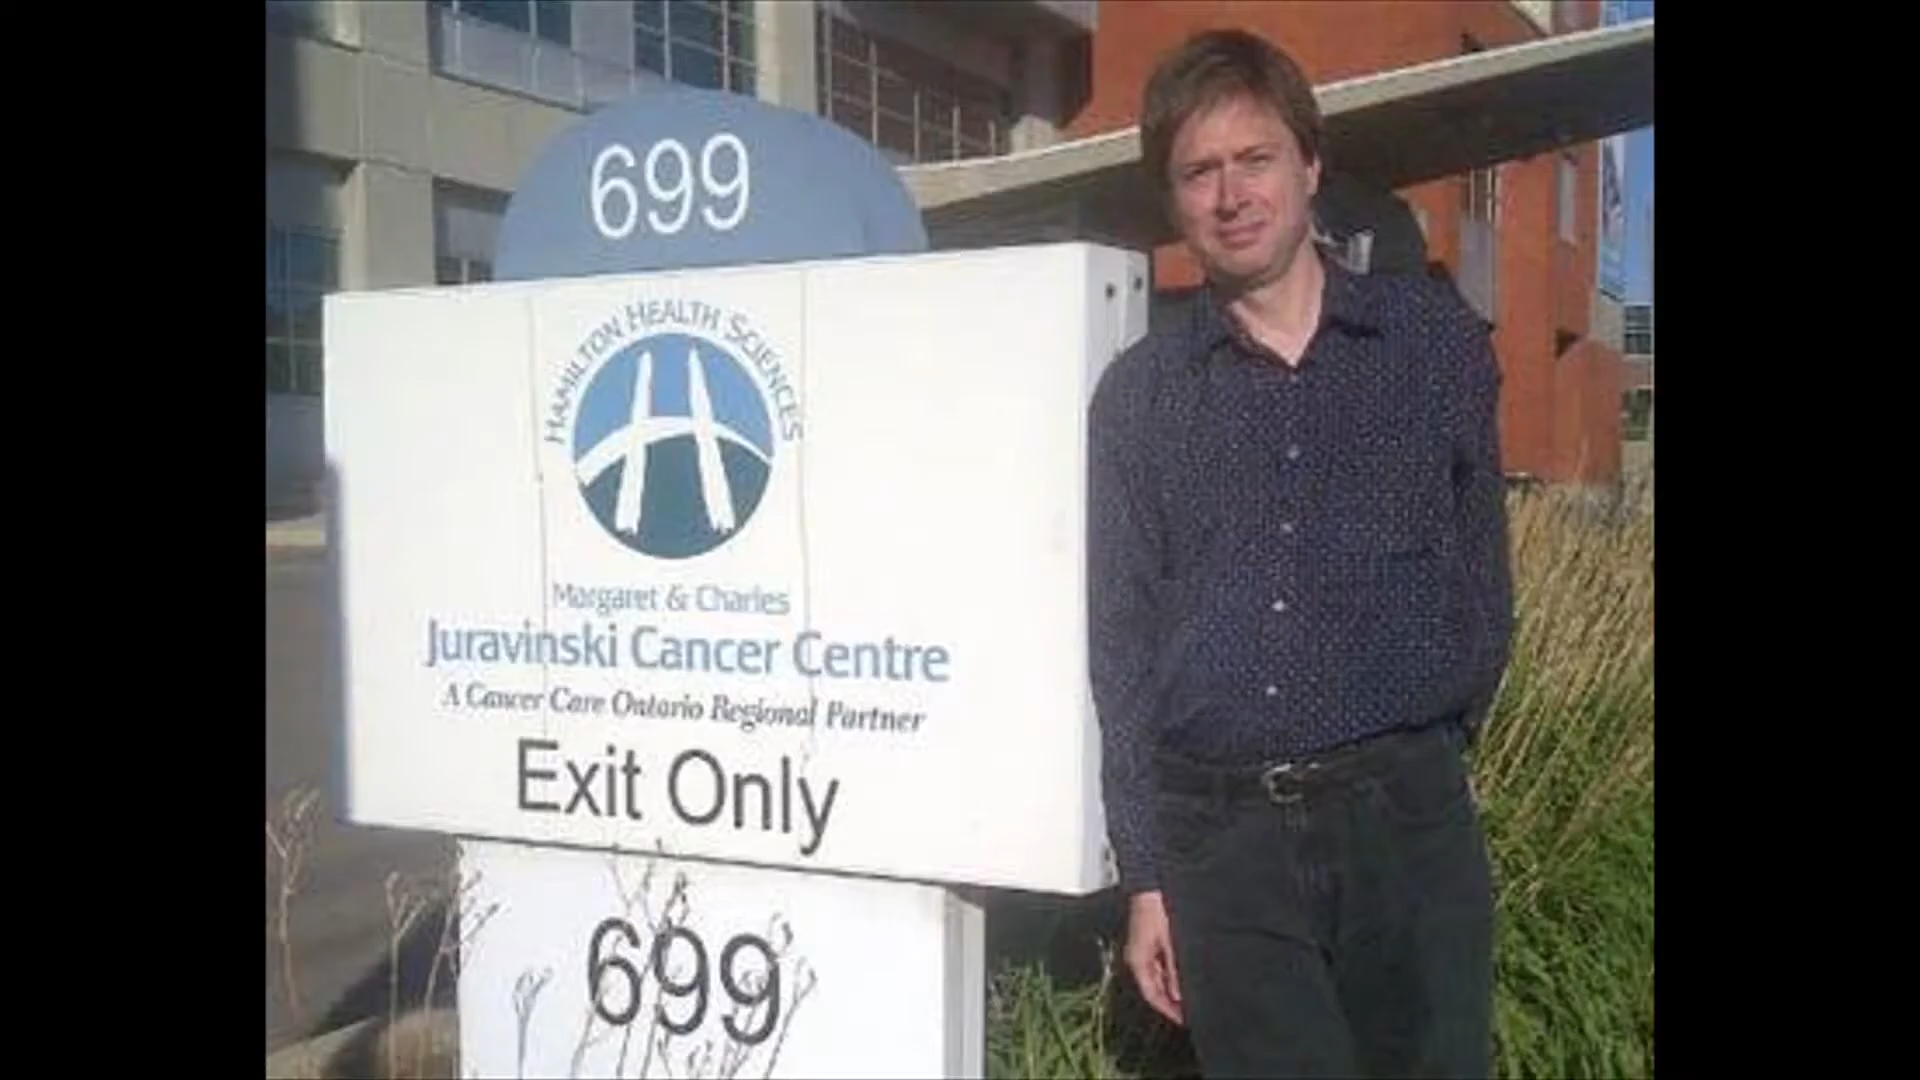 699
HAMILTON HEALTH SCIENCES
Margaret & Charles
Juravinski Cancer Centre
A Cancer Care Ontario Regional Partner
Exit Only
699